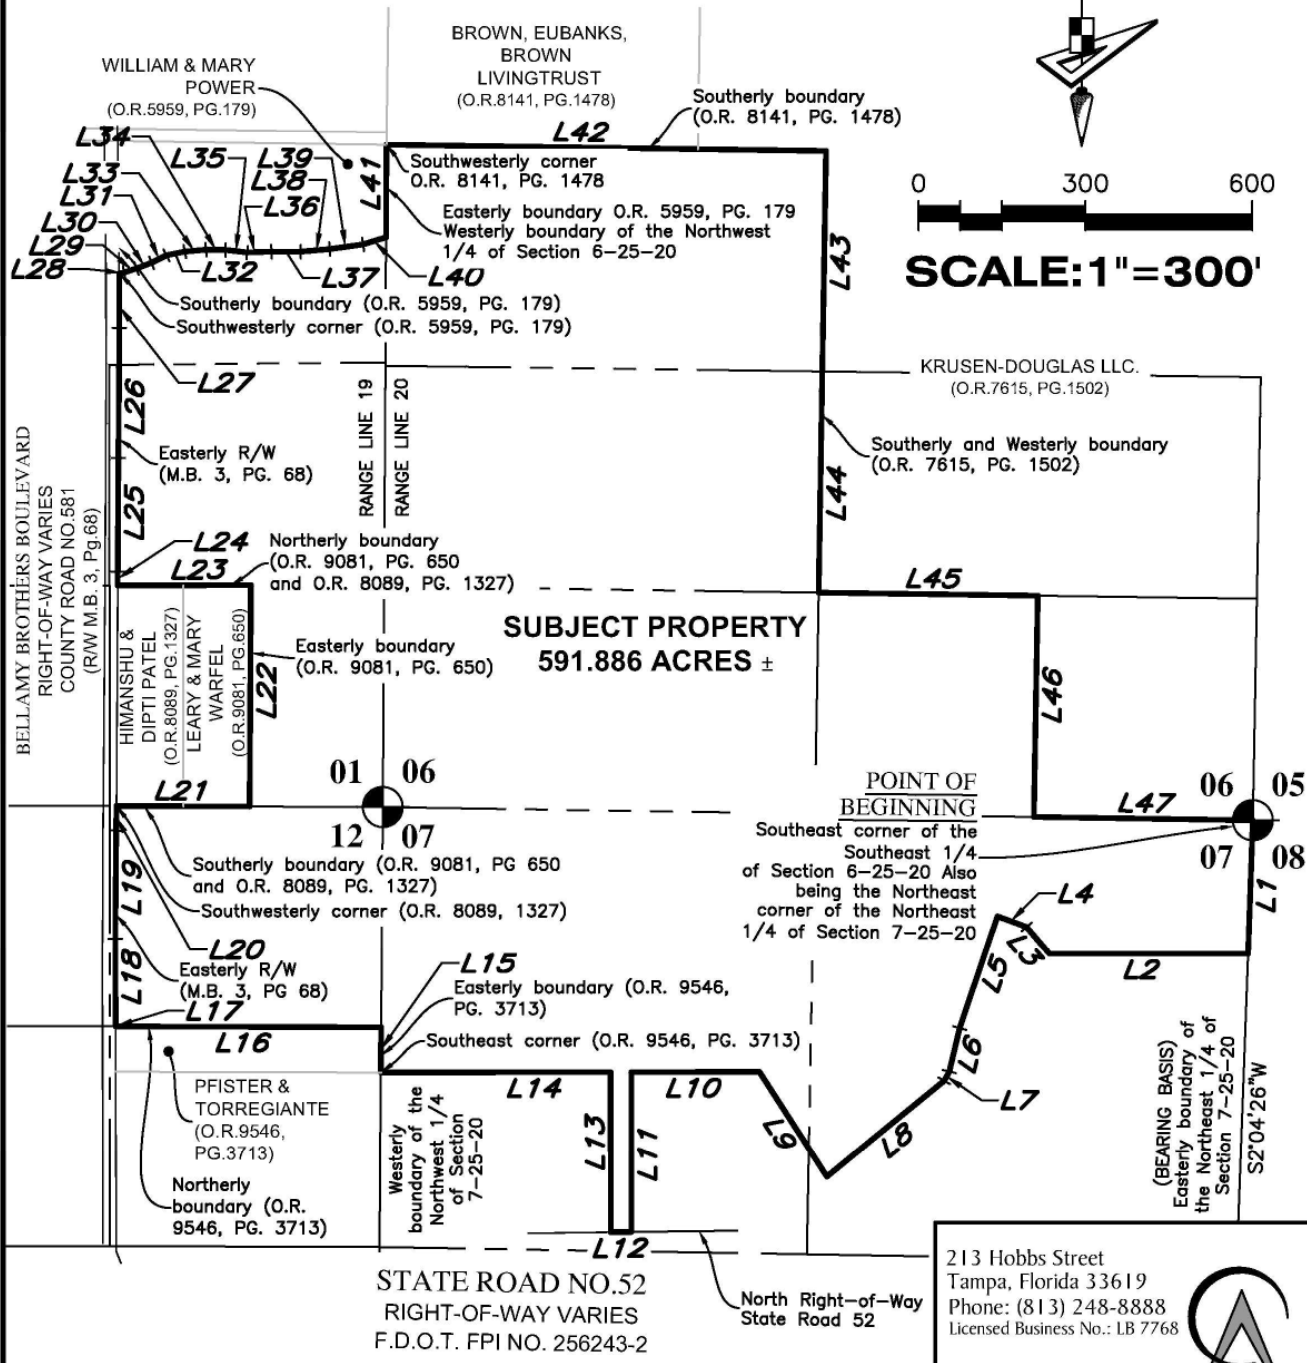 WILLIAM & MARY
POWER
(O.R.5959, PG.179)
BROWN, EUBANKS,
BROWN
LIVINGTRUST
(O.R.8141, PG.1478)
Southerly boundary
(O.R. 8141, PG. 1478)
0 300 600
SCALE:1"=300'
L42
L34
L35
L39
L33
L38
L41
L31
L36
L30
L29
L28
L32
L37
L40
L43
Southwesterly corner
O.R. 8141, PG. 1478
Easterly boundary O.R. 5959, PG. 179
Westerly boundary of the Northwest
1/4 of Section 6-25-20
Southerly boundary (O.R. 5959, PG. 179)
Southwesterly corner (O.R. 5959, PG. 179)
KRUSEN-DOUGLAS LLC.
(O.R.7615, PG.1502)
L27
L26
RANGE LINE 19
RANGE LINE 20
Easterly R/W
(M.B. 3, PG. 68)
Southerly and Westerly boundary
(O.R. 7615, PG. 1502)
BELLAMY BROTHERS BOULEVARD
RIGHT-OF-WAY VARIES
COUNTY ROAD NO.581
(R/W M.B. 3, Pg.68)
L25
L44
L24
L23
Northerly boundary
(O.R. 9081, PG. 650
and O.R. 8089, PG. 1327)
L45
SUBJECT PROPERTY
591.886 ACRES ±
HIMANSHU &
DIPTI PATEL
(O.R.8089, PG.1327)
LEARY & MARY
WARFEL
(O.R.9081, PG.650)
Easterly boundary
(O.R. 9081, PG. 650)
L22
L46
L21
01 06
12 07
POINT OF
BEGINNING
Southeast corner of the
Southeast 1/4
of Section 6-25-20 Also
being the Northeast
corner of the Northeast
1/4 of Section 7-25-20
L47
06 05
07 08
Southerly boundary (O.R. 9081, PG 650
and O.R. 8089, PG. 1327)
Southwesterly corner (O.R. 8089, 1327)
L19
L20
L18
Easterly R/W
(M.B. 3, PG 68)
L17
L4
L3
L1
L2
L5
L15
Easterly boundary (O.R. 9546,
PG. 3713)
Southeast corner (O.R. 9546, PG. 3713)
L16
L6
L7
PFISTER &
TORREGIANTE
(O.R.9546,
PG.3713)
L14
L10
L13
L11
L9
L8
Westerly
boundary of the
Northwest 1/4
of Section
7-25-20
(BEARING BASIS)
Easterly boundary of
the Northeast 1/4 of
Section 7-25-20
S2°04'26"W
Northerly
boundary (O.R.
9546, PG. 3713)
L12
STATE ROAD NO.52
RIGHT-OF-WAY VARIES
F.D.O.T. FPI NO. 256243-2
North Right-of-Way
State Road 52
213 Hobbs Street
Tampa, Florida 33619
Phone: (813) 248-8888
Licensed Business No.: LB 7768